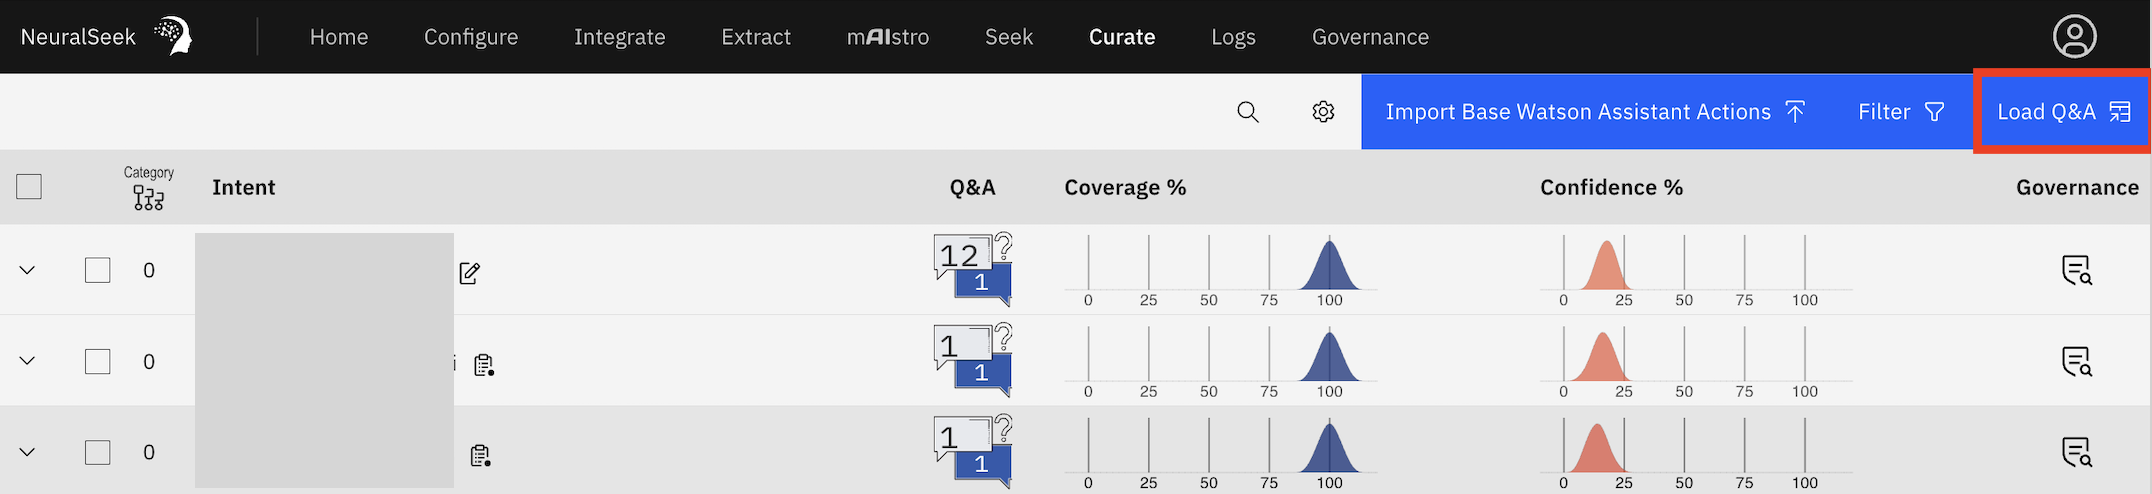 NeuralSeek Home Configure Integrate Extract mAIstro Seek Curate Logs Governance
Import Base Watson Assistant Actions Filter Load Q&A
Category
Intent Q&A Coverage % Confidence % Governance
0 12 ? 1
0 25 50 75 100 0 25 50 75 100
0 i 1 ? 1
0 25 50 75 100 0 25 50 75 100
0 1 ? 1
0 25 50 75 100 0 25 50 75 100